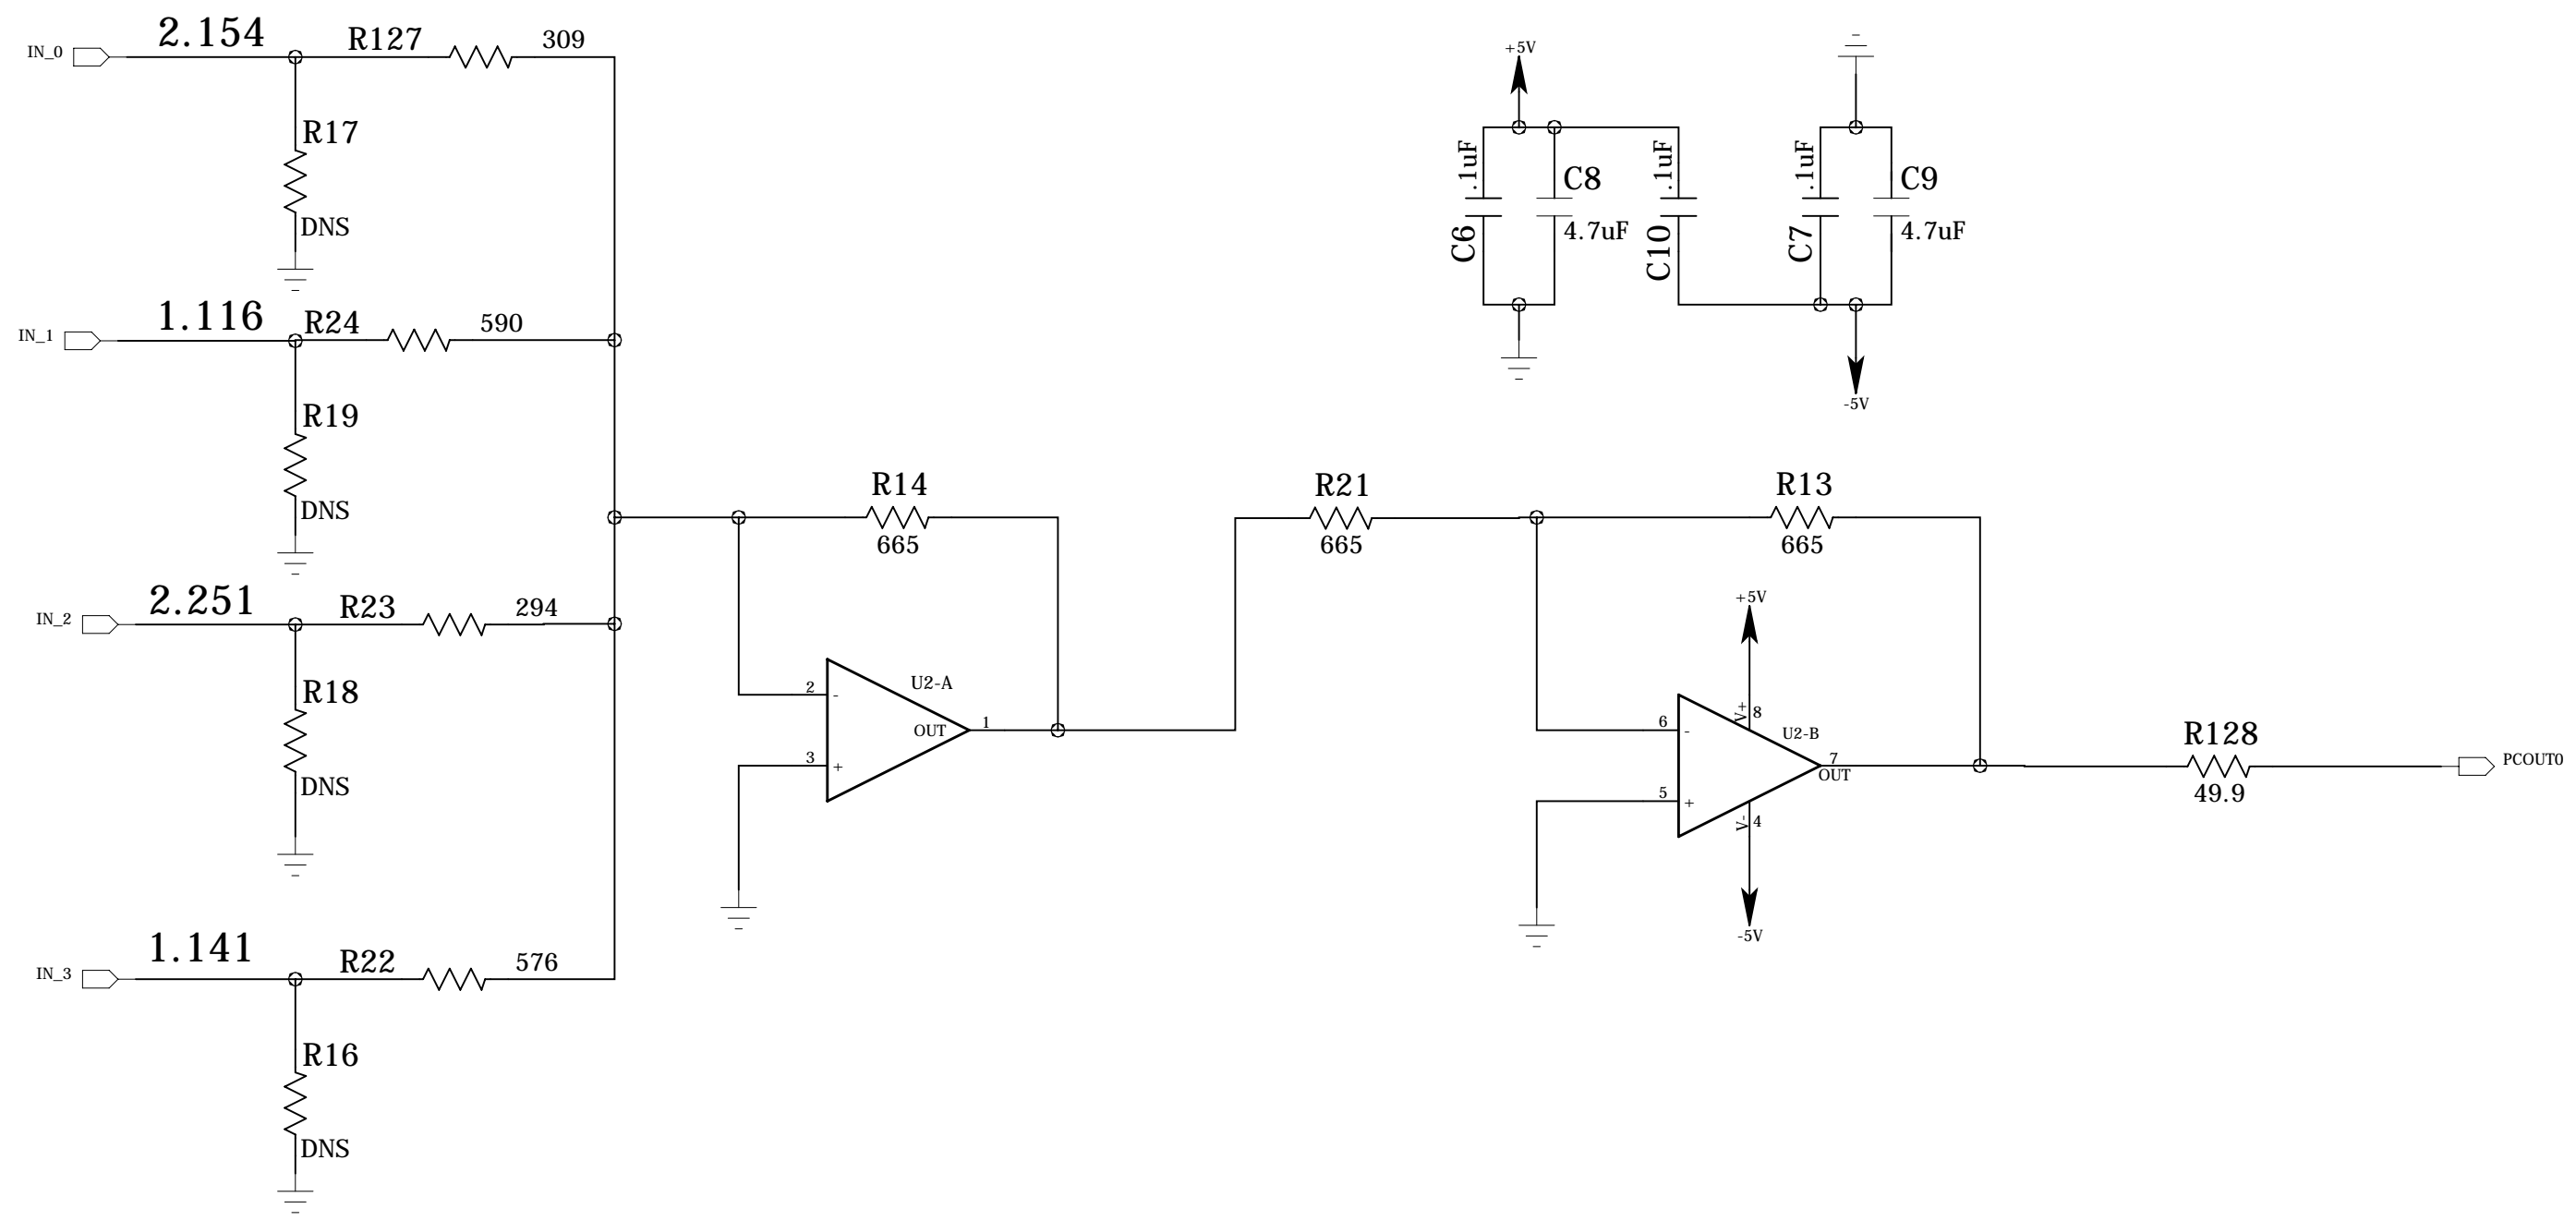 IN_0
2.154
R127
309
R17
DNS
IN_1
1.116
R24
590
R19
DNS
IN_2
2.251
R23
294
R18
DNS
IN_3
1.141
R22
576
R16
DNS
+5V
.1uF
C6
C8
4.7uF
.1uF
C10
.1uF
C7
C9
4.7uF
-5V
R14
665
2
-
U2-A
OUT
1
3
+
R21
665
R13
665
+5V
V+
8
6
-
U2-B
7
OUT
5
+
V-
4
-5V
R128
49.9
PCOUT0